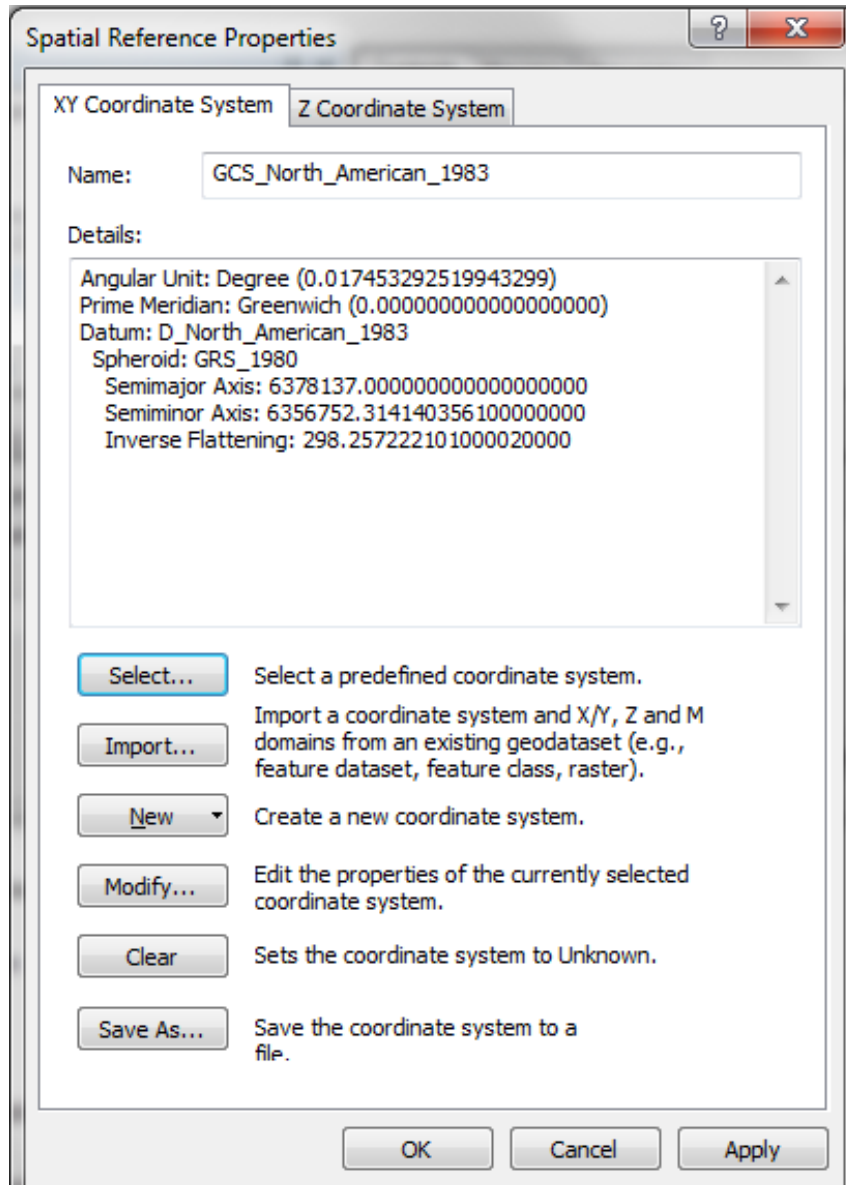 Spatial Reference Properties
XY Coordinate System
Z Coordinate System
Name:
GCS_North_American_1983
Details:
Angular Unit: Degree (0.017453292519943299)
Prime Meridian: Greenwich (0.000000000000000000)
Datum: D_North_American_1983
Spheroid: GRS_1980
Semimajor Axis: 6378137.000000000000000000
Semiminor Axis: 6356752.314140356100000000
Inverse Flattening: 298.257222101000020000
Select...
Select a predefined coordinate system.
Import...
Import a coordinate system and X/Y, Z and M
domains from an existing geodataset (e.g.,
feature dataset, feature class, raster).
New
Create a new coordinate system.
Modify...
Edit the properties of the currently selected
coordinate system.
Clear
Sets the coordinate system to Unknown.
Save As...
Save the coordinate system to a
file.
OK
Cancel
Apply